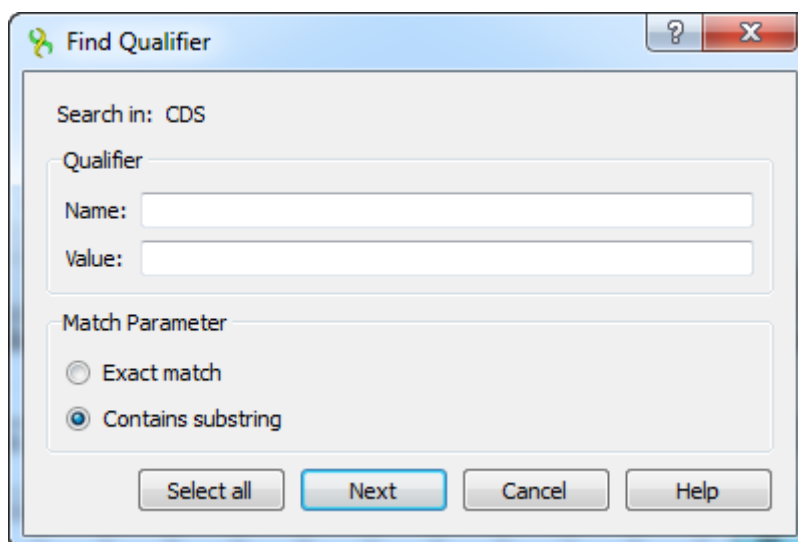 Find Qualifier
Search in: CDS
Qualifier
Name:
Value:
Match Parameter
Exact match
Contains substring
Select all Next Cancel Help